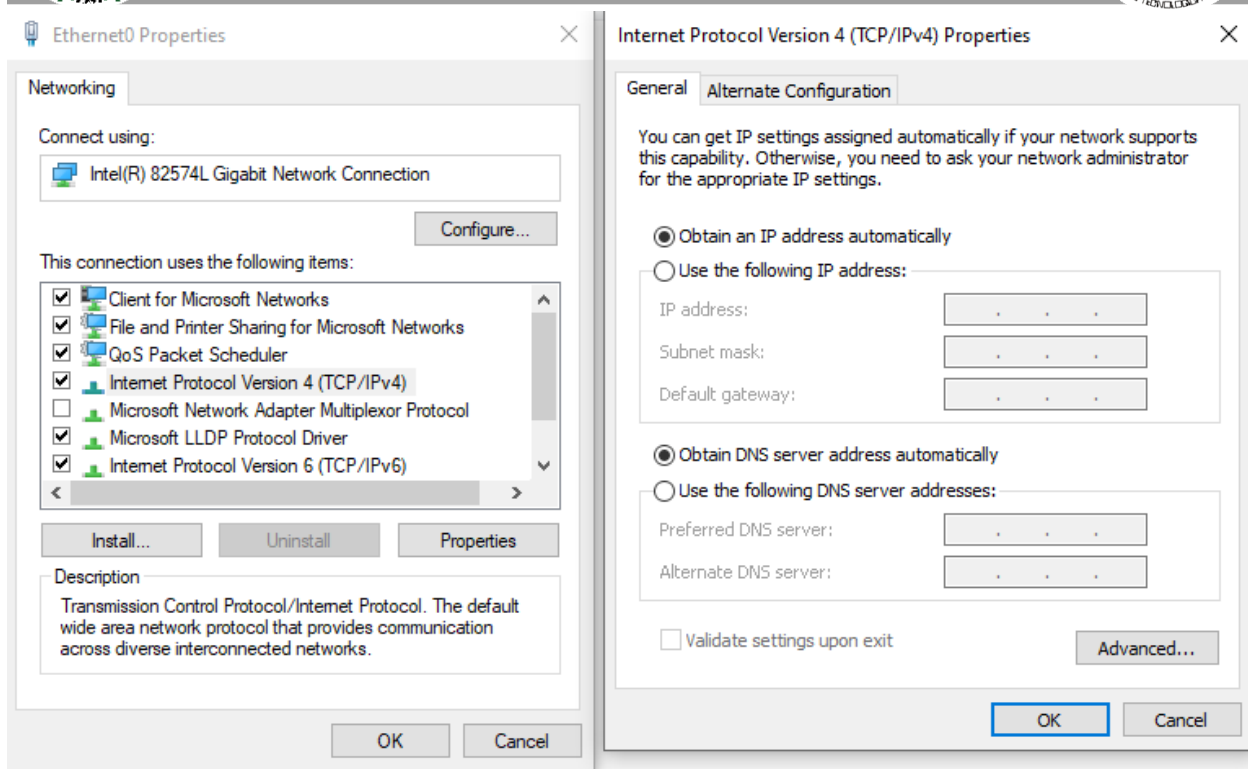 Ethernet0 Properties
Networking
Connect using:
Intel(R) 82574L Gigabit Network Connection
Configure...
This connection uses the following items:
Client for Microsoft Networks
File and Printer Sharing for Microsoft Networks
QoS Packet Scheduler
Internet Protocol Version 4 (TCP/IPv4)
Microsoft Network Adapter Multiplexor Protocol
Microsoft LLDP Protocol Driver
Internet Protocol Version 6 (TCP/IPv6)
Install...
Uninstall
Properties
Description
Transmission Control Protocol/Internet Protocol. The default
wide area network protocol that provides communication
across diverse interconnected networks.
OK
Cancel
Internet Protocol Version 4 (TCP/IPv4) Properties
General
Alternate Configuration
You can get IP settings assigned automatically if your network supports
this capability. Otherwise, you need to ask your network administrator
for the appropriate IP settings.
Obtain an IP address automatically
Use the following IP address:
IP address:
Subnet mask:
Default gateway:
Obtain DNS server address automatically
Use the following DNS server addresses:
Preferred DNS server:
Alternate DNS server:
Validate settings upon exit
Advanced...
OK
Cancel